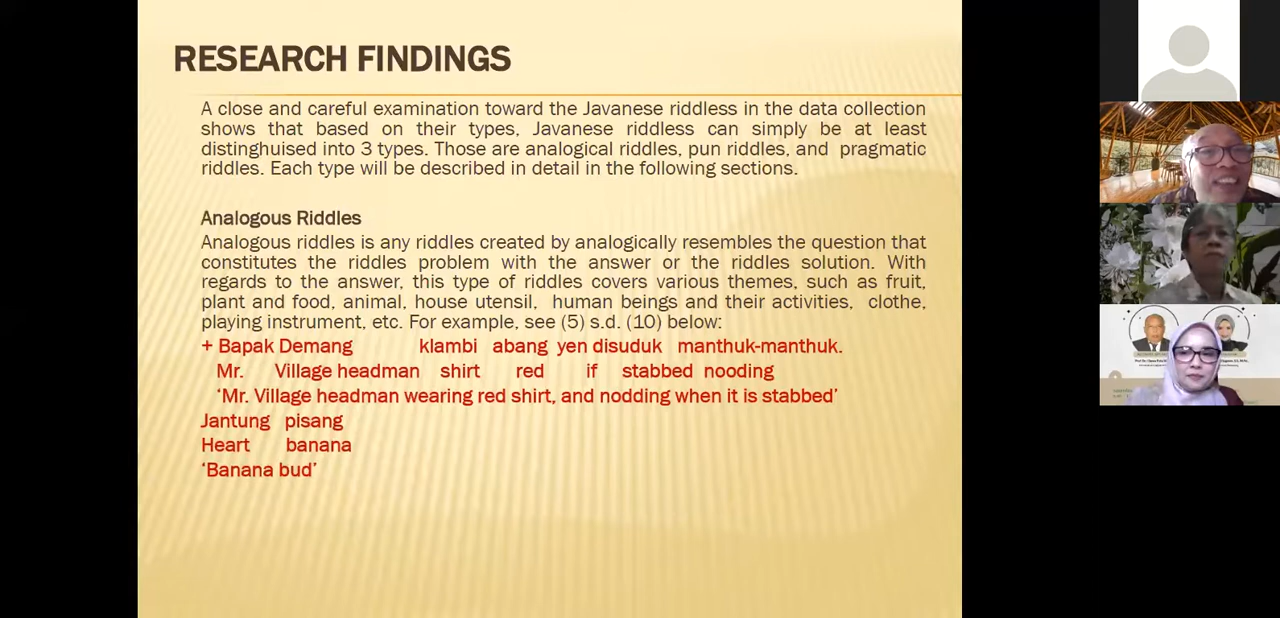 RESEARCH FINDINGS
A close and careful examination toward the Javanese riddless in the data collection
shows that based on their types, Javanese riddless can simply be at least
distinghuised into 3 types. Those are analogical riddles, pun riddles, and pragmatic
riddles. Each type will be described in detail in the following sections.
Analogous Riddles
Analogous riddles is any riddles created by analogically resembles the question that
constitutes the riddles problem with the answer or the riddles solution. With
regards to the answer, this type of riddles covers various themes, such as fruit,
plant and food, animal, house utensil, human beings and their activities, clothe,
playing instrument, etc. For example, see (5) s.d. (10) below:
+ Bapak Demang klambi abang yen disuduk manthuk-manthuk.
Mr. Village headman shirt red if stabbed nooding
‘Mr. Village headman wearing red shirt, and nodding when it is stabbed’
Jantung pisang
Heart banana
‘Banana bud’